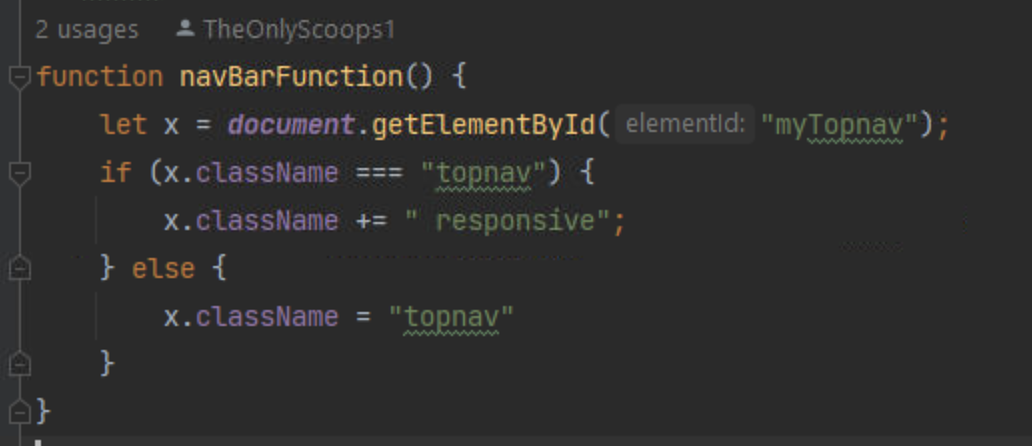 2 usages TheOnlyScoops1
function navBarFunction() {
    let x = document.getElementById( elementId: "myTopnav");
    if (x.className === "topnav") {
        x.className += " responsive";
    } else {
        x.className = "topnav"
    }
}